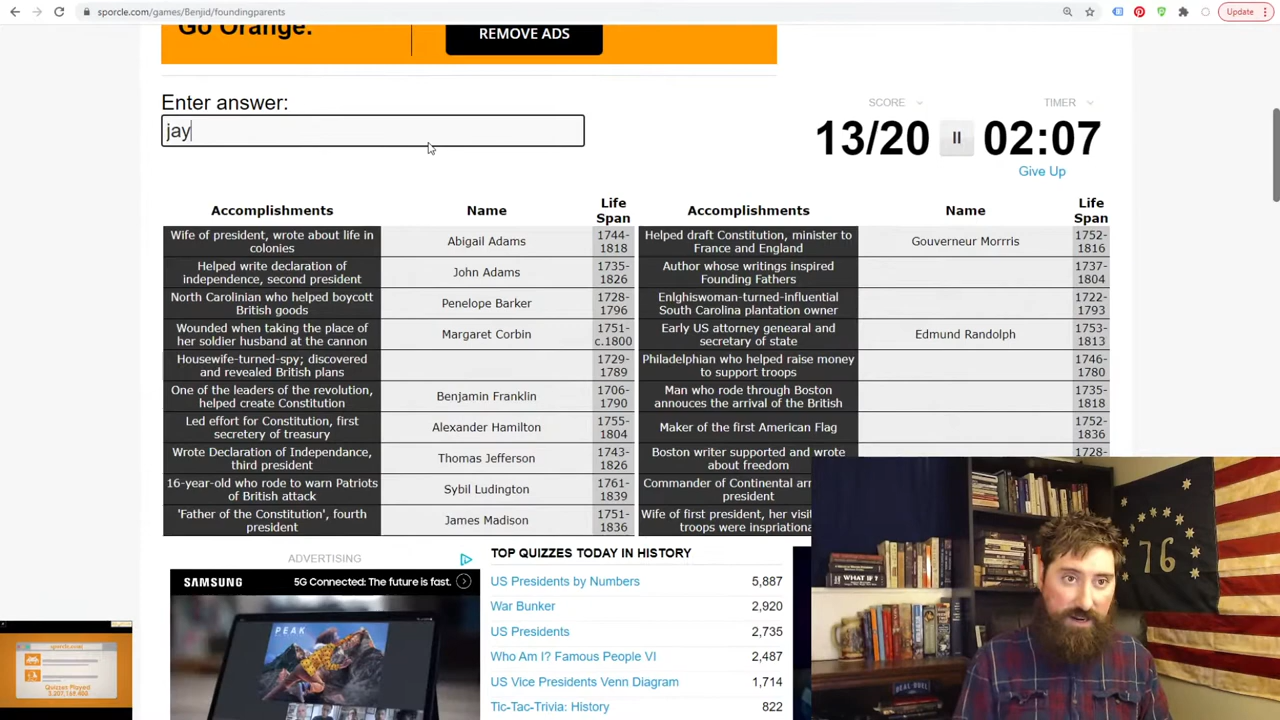 sporcle.com/games/Benjid/foundingparents
Update
Go Orange.
REMOVE ADS
Enter answer:
jay
SCORE
TIMER
13/20
02:07
Give Up
Accomplishments
Name
Life
Span
Wife of president, wrote about life in
colonies
Abigail Adams
1744-
1818
Helped write declaration of
independence, second president
John Adams
1735-
1826
North Carolinian who helped boycott
British goods
Penelope Barker
1728-
1796
Wounded when taking the place of
her soldier husband at the cannon
Margaret Corbin
1751-
c.1800
Housewife-turned-spy; discovered
and revealed British plans
1729-
1789
One of the leaders of the revolution,
helped create Constitution
Benjamin Franklin
1706-
1790
Led effort for Constitution, first
secretery of treasury
Alexander Hamilton
1755-
1804
Wrote Declaration of Independance,
third president
Thomas Jefferson
1743-
1826
16-year-old who rode to warn Patriots
of British attack
Sybil Ludington
1761-
1839
'Father of the Constitution', fourth
president
James Madison
1751-
1836
Accomplishments
Name
Life
Span
Helped draft Constitution, minister to
France and England
Gouverneur Morrris
1752-
1816
Author whose writings inspired
Founding Fathers
1737-
1804
Enlghiswoman-turned-influential
South Carolina plantation owner
1722-
1793
Early US attorney genearal and
secretary of state
Edmund Randolph
1753-
1813
Philadelphian who helped raise money
to support troops
1746-
1780
Man who rode through Boston
annouces the arrival of the British
1735-
1818
Maker of the first American Flag
1752-
1836
Boston writer supported and wrote
about freedom
1728-
Commander of Continental arm
president
Wife of first president, her visit
troops were inspriationa
ADVERTISING
SAMSUNG
5G Connected: The future is fast.
PEAK
TOP QUIZZES TODAY IN HISTORY
US Presidents by Numbers 5,887
War Bunker 2,920
US Presidents 2,735
Who Am I? Famous People VI 2,487
US Vice Presidents Venn Diagram 1,714
Tic-Tac-Trivia: History 822
WHAT IF?
76
sporcle.com
Quizzes Played